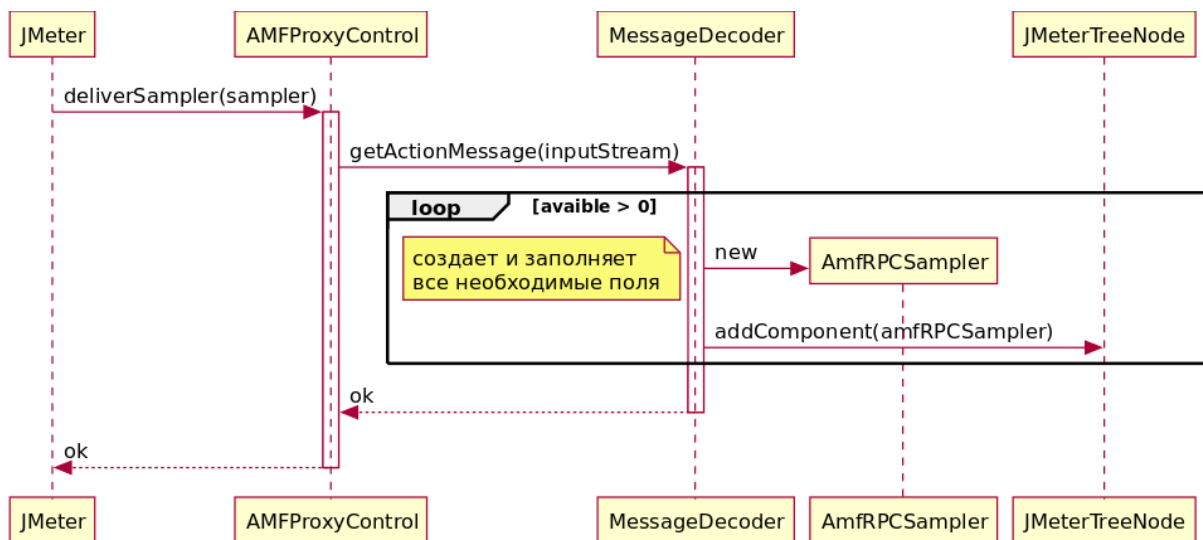 JMeter AMFProxyControl MessageDecoder JMeterTreeNode
deliverSampler(sampler)
getActionMessage(inputStream)
loop [avaible > 0]
создает и заполняет
все необходимые поля
new
AmfRPCSampler
addComponent(amfRPCSampler)
ok
ok
JMeter AMFProxyControl MessageDecoder AmfRPCSampler JMeterTreeNode